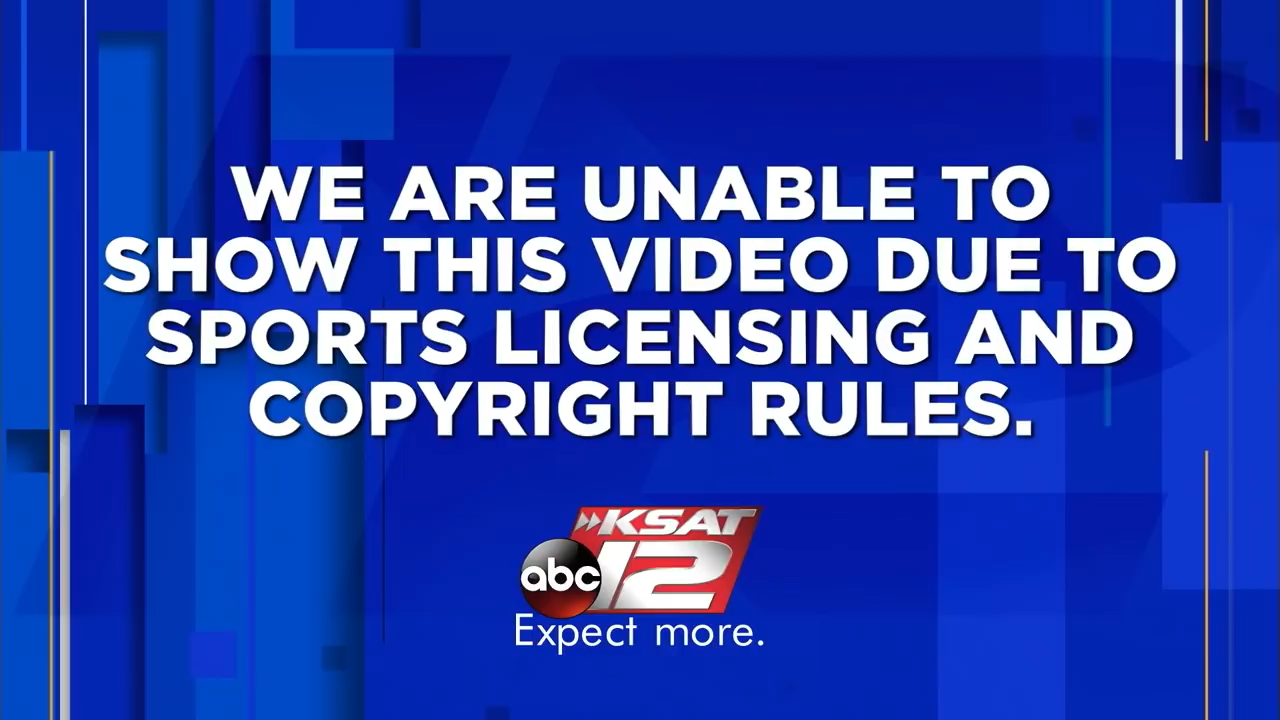 WE ARE UNABLE TO
SHOW THIS VIDEO DUE TO
SPORTS LICENSING AND
COPYRIGHT RULES.
KSAT
abc 12
Expect more.